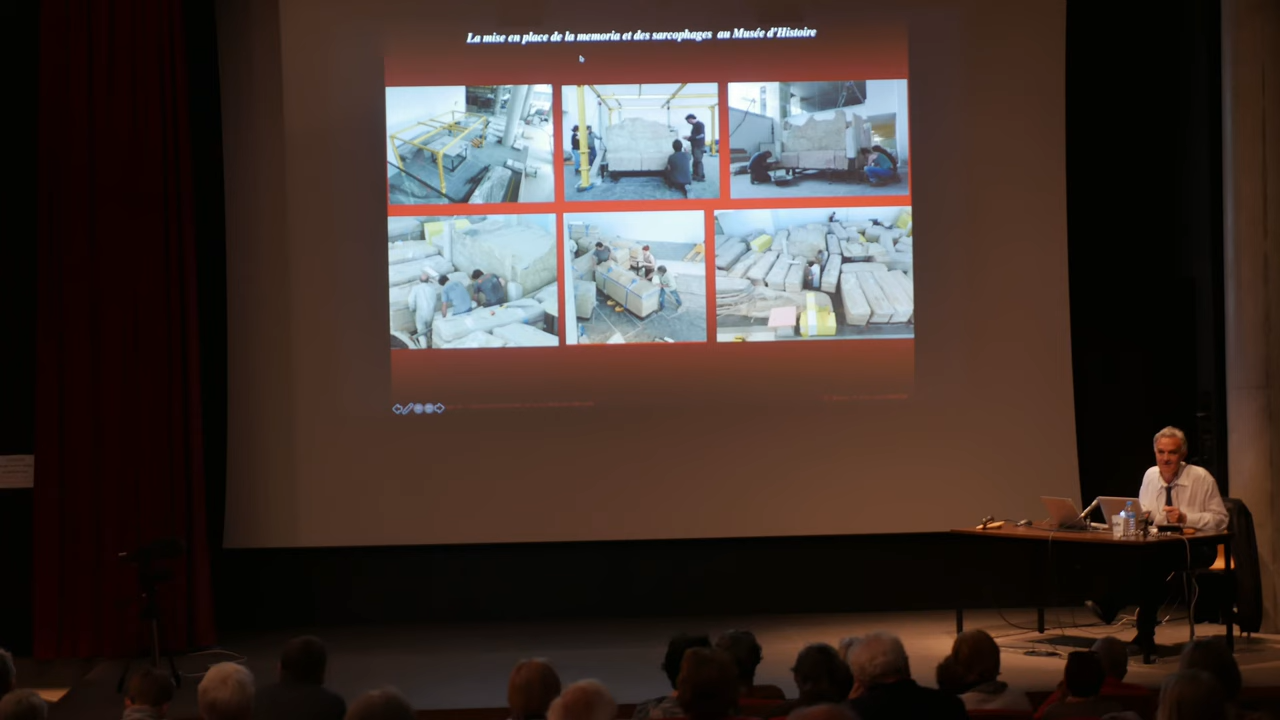 La mise en place de la memoria et des sarcophages au Musée d'Histoire